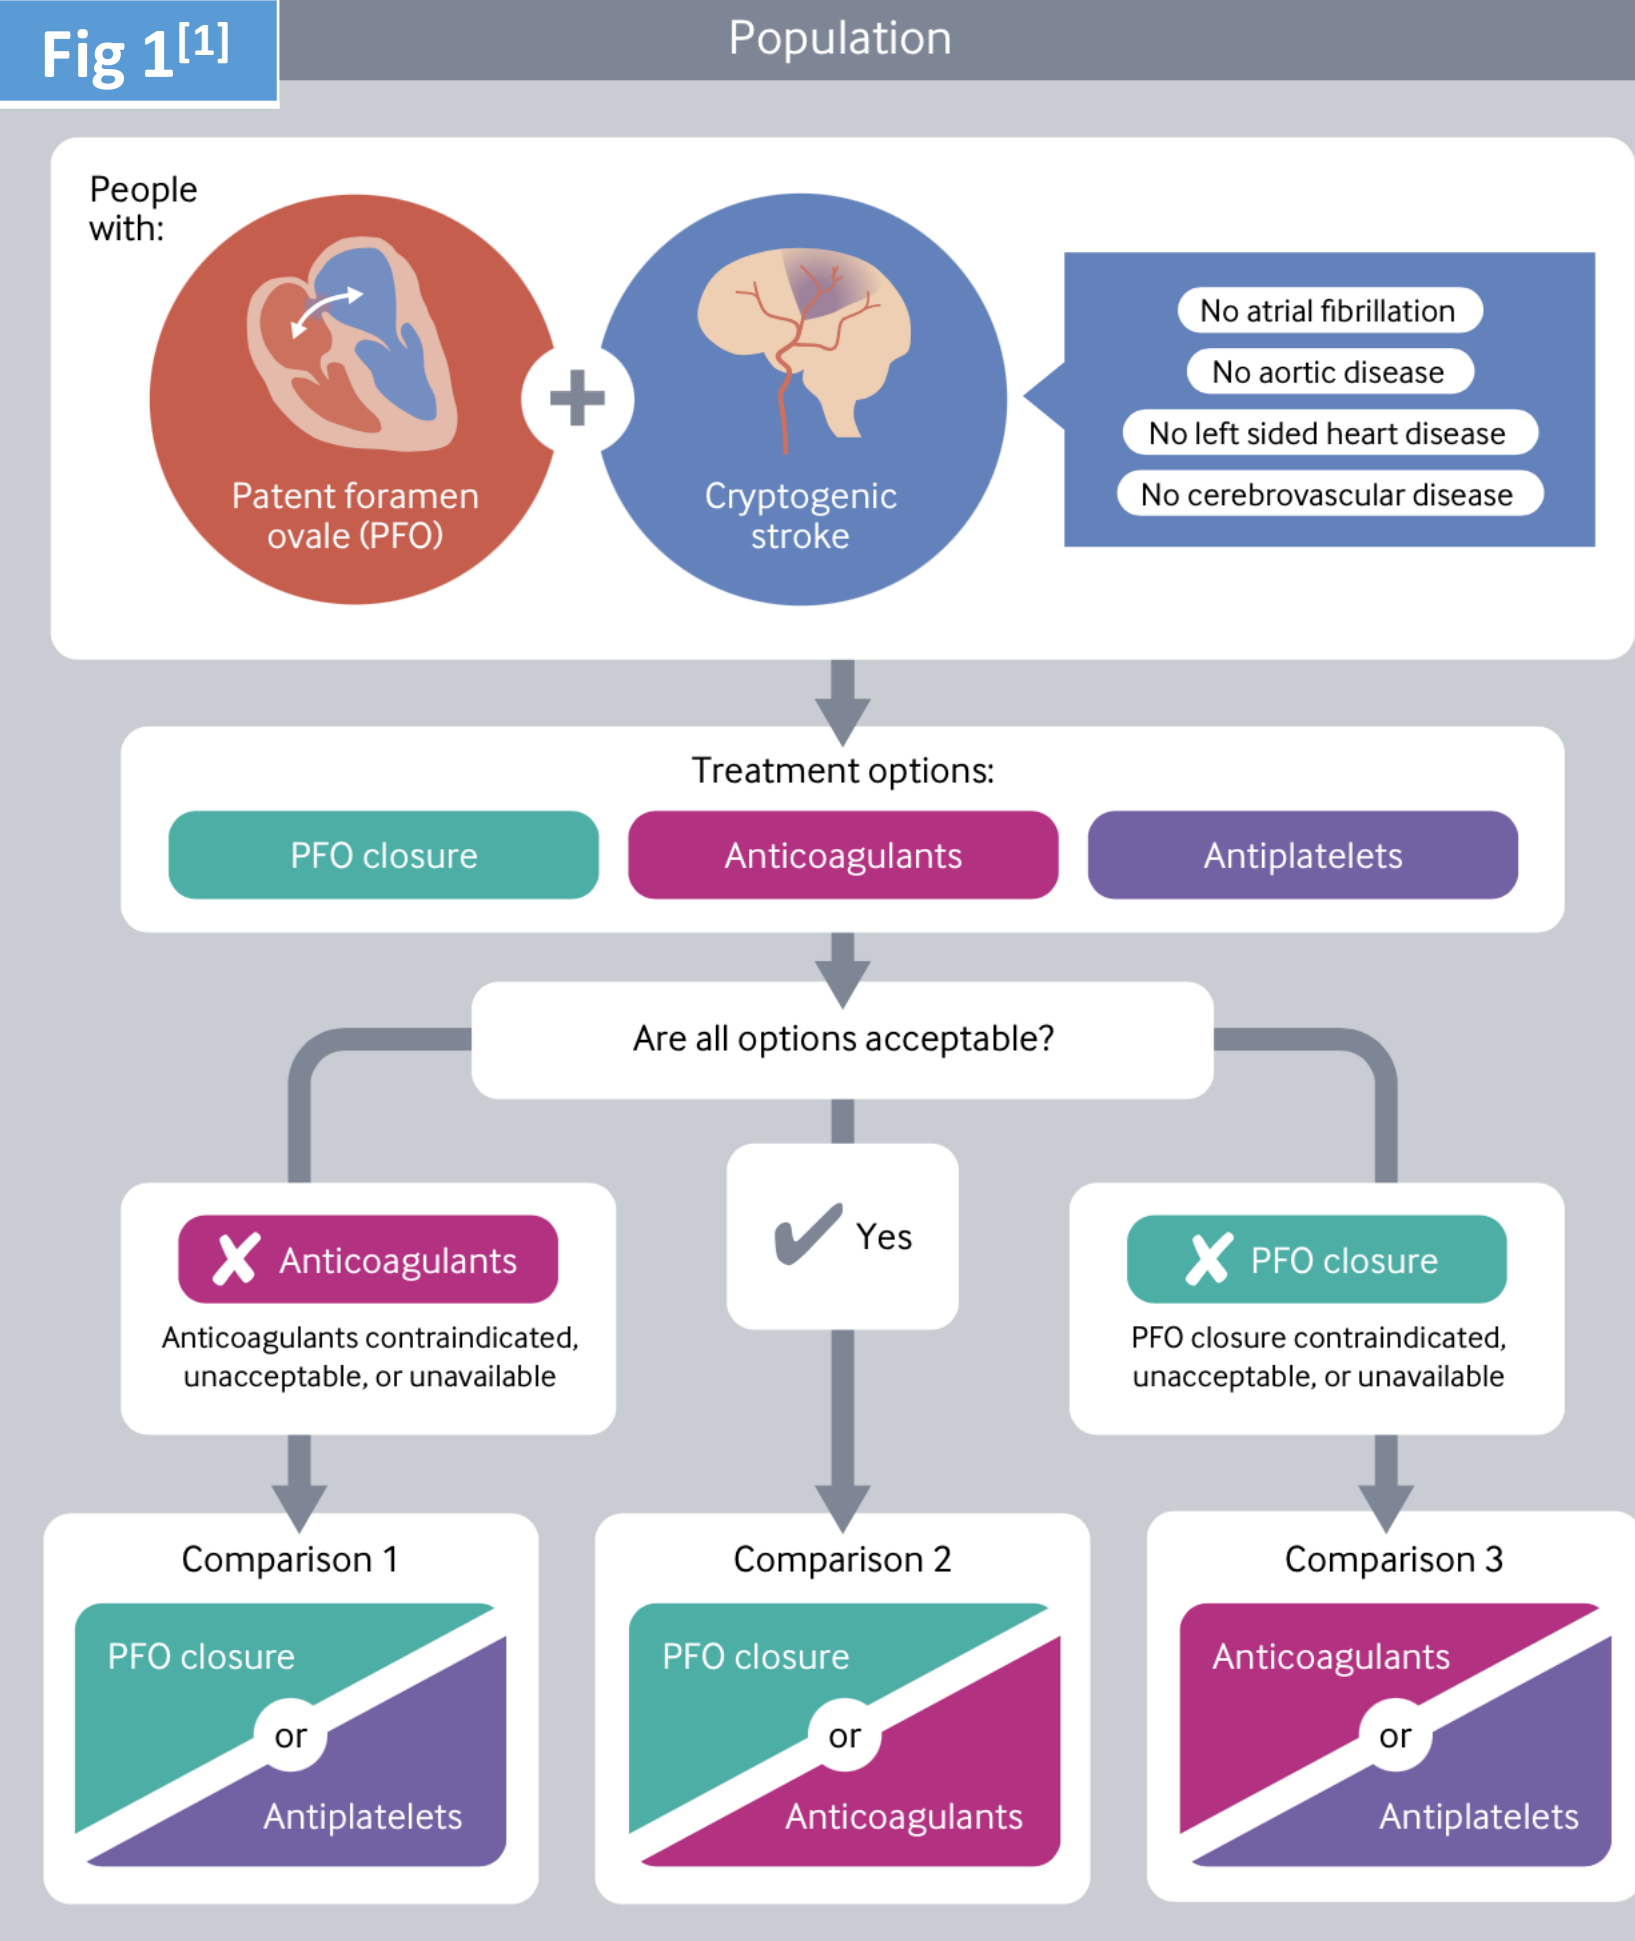 Fig 1[1]
Population
People
with:
Patent foramen
ovale (PFO)
Cryptogenic
stroke
No atrial fibrillation
No aortic disease
No left sided heart disease
No cerebrovascular disease
Treatment options:
PFO closure
Anticoagulants
Antiplatelets
Are all options acceptable?
Anticoagulants
Anticoagulants contraindicated,
unacceptable, or unavailable
Yes
PFO closure
PFO closure contraindicated,
unacceptable, or unavailable
Comparison 1
PFO closure
or
Antiplatelets
Comparison 2
PFO closure
or
Anticoagulants
Comparison 3
Anticoagulants
or
Antiplatelets